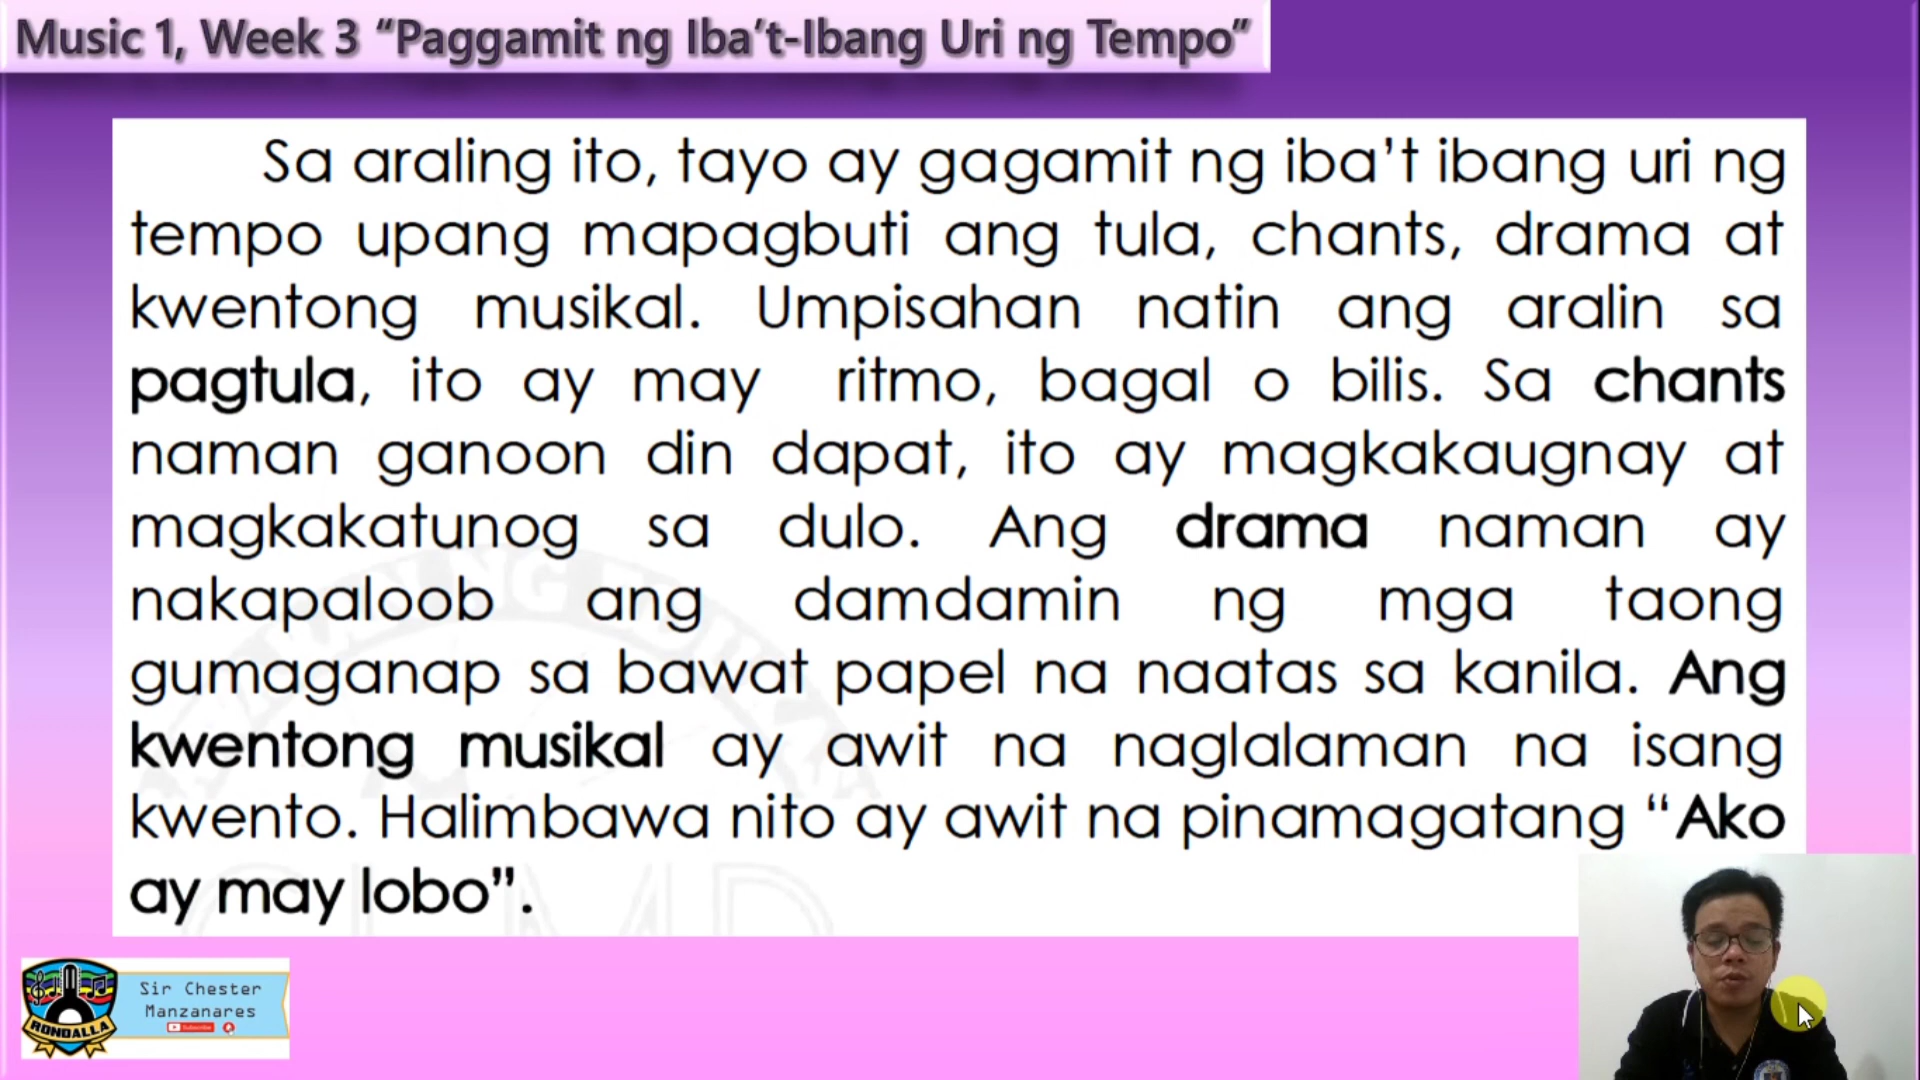 Music 1, Week 3 “Paggamit ng Iba’t-Ibang Uri ng Tempo”
Sa araling ito, tayo ay gagamit ng iba’t ibang uri ng
tempo upang mapagbuti ang tula, chants, drama at
kwentong musikal. Umpisahan natin ang aralin sa
pagtula, ito ay may ritmo, bagal o bilis. Sa chants
naman ganoon din dapat, ito ay magkakaugnay at
magkakatunog sa dulo. Ang drama naman ay
nakapaloob ang damdamin ng mga taong
gumaganap sa bawat papel na naatas sa kanila. Ang
kwentong musikal ay awit na naglalaman na isang
kwento. Halimbawa nito ay awit na pinamagatang “Ako
ay may lobo”.
RONDALLA
Sir Chester
Manzanares
Subscribe